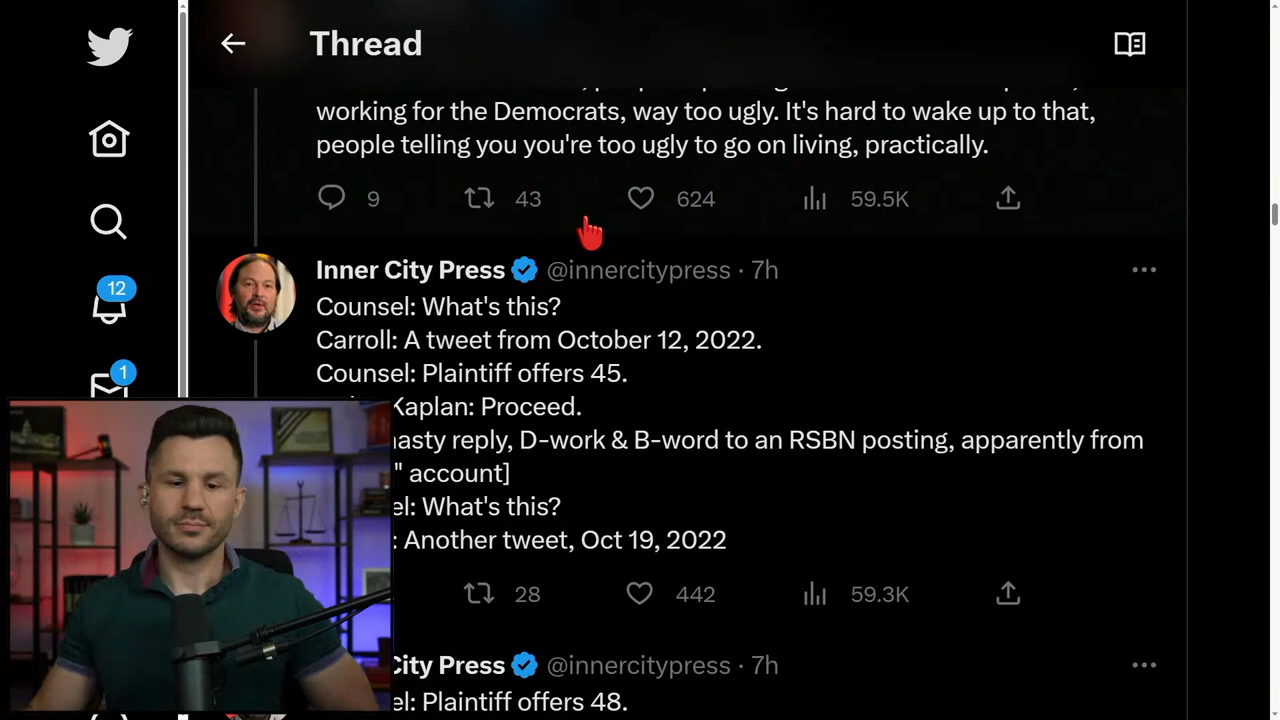 Thread
working for the Democrats, way too ugly. It's hard to wake up to that,
people telling you you're too ugly to go on living, practically.
9 43 624 59.5K
Inner City Press @innercitypress · 7h
Counsel: What's this?
Carroll: A tweet from October 12, 2022.
Counsel: Plaintiff offers 45.
Kaplan: Proceed.
nasty reply, D-work & B-word to an RSBN posting, apparently from
" account]
el: What's this?
: Another tweet, Oct 19, 2022
28 442 59.3K
City Press @innercitypress · 7h
el: Plaintiff offers 48.
12
1